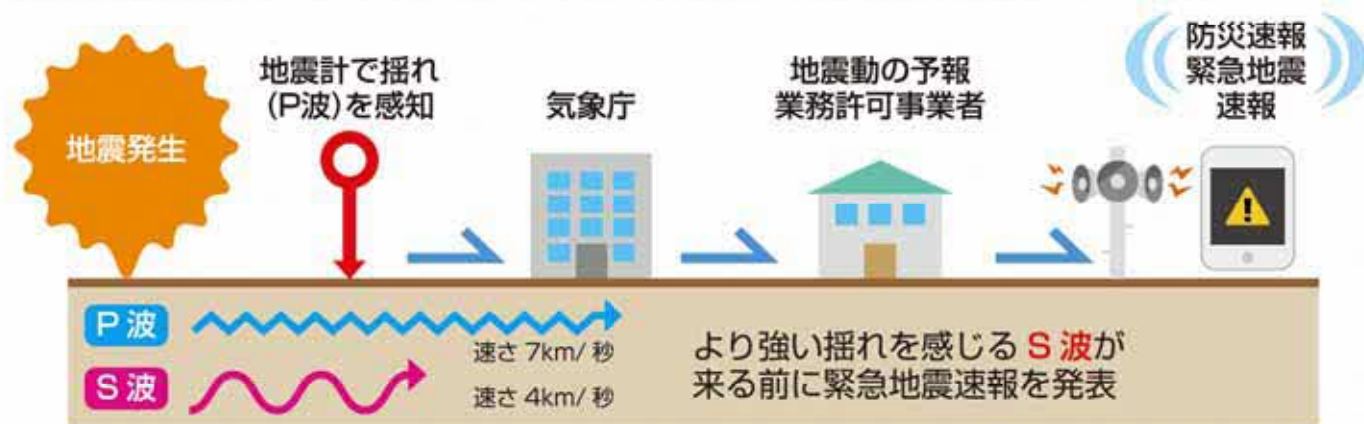 地震発生
地震計で揺れ
(P波)を感知
気象庁
地震動の予報
業務許可事業者
防災速報
緊急地震
速報
!
P波
速さ 7km/秒
S波
速さ 4km/秒
より強い揺れを感じる S波が
来る前に緊急地震速報を発表